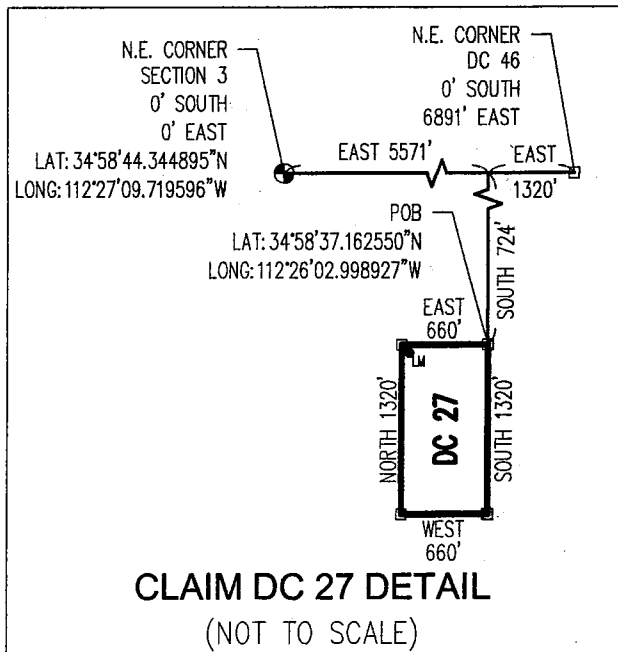 N.E. CORNER
SECTION 3
0' SOUTH
0' EAST
LAT: 34°58'44.344895"N
LONG: 112°27'09.719596"W
N.E. CORNER
DC 46
0' SOUTH
6891' EAST
EAST 5571'
EAST
1320'
POB
LAT: 34°58'37.162550"N
LONG: 112°26'02.998927"W
SOUTH 724'
EAST
660'
LM
NORTH 1320'
DC 27
SOUTH 1320'
WEST
660'
CLAIM DC 27 DETAIL
(NOT TO SCALE)